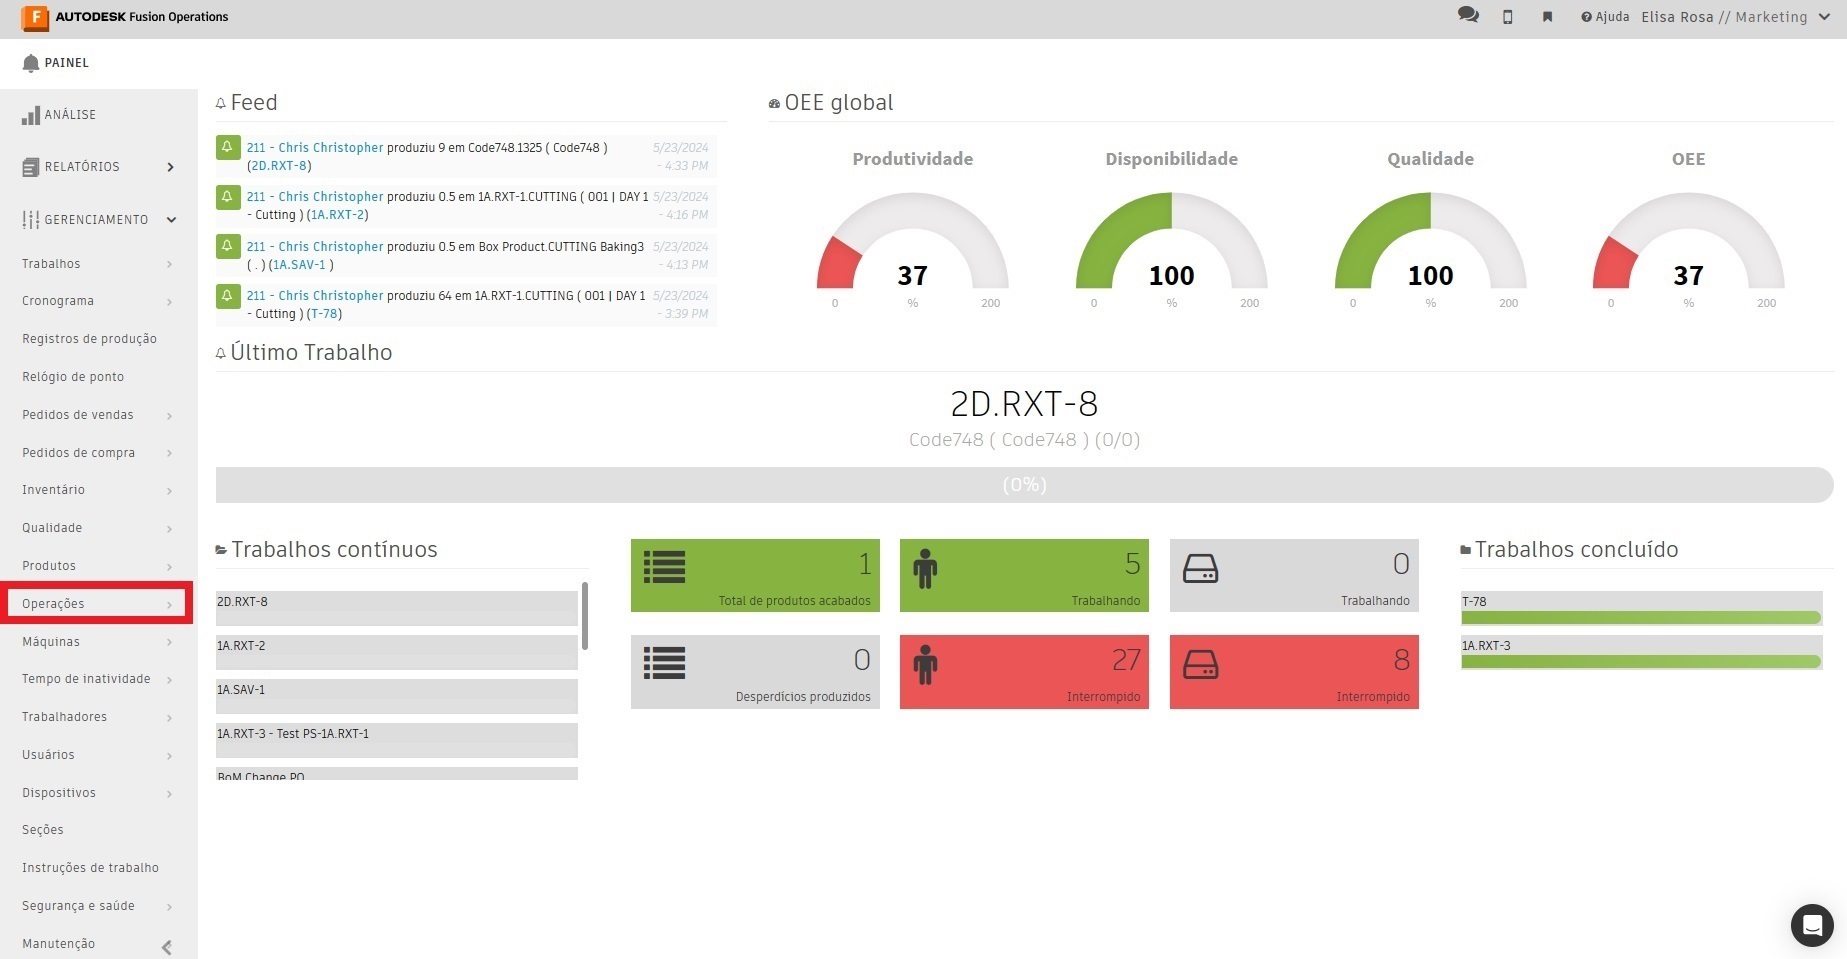 AUTODESK Fusion Operations
Ajuda
Elisa Rosa // Marketing
PAINEL
ANÁLISE
RELATÓRIOS
GERENCIAMENTO
Trabalhos
Cronograma
Registros de produção
Relógio de ponto
Pedidos de vendas
Pedidos de compra
Inventário
Qualidade
Produtos
Operações
Máquinas
Tempo de inatividade
Trabalhadores
Usuários
Dispositivos
Seções
Instruções de trabalho
Segurança e saúde
Manutenção
Feed
211 - Chris Christopher produziu 9 em Code748.1325 ( Code748 ) 5/23/2024
(2D.RXT-8) - 4:33 PM
211 - Chris Christopher produziu 0.5 em 1A.RXT-1.CUTTING ( 001 | DAY 1 5/23/2024
- Cutting ) (1A.RXT-2) - 4:16 PM
211 - Chris Christopher produziu 0.5 em Box Product.CUTTING Baking3 5/23/2024
( . ) (1A.SAV-1 ) - 4:13 PM
211 - Chris Christopher produziu 64 em 1A.RXT-1.CUTTING ( 001 | DAY 1 5/23/2024
- Cutting ) (T-78) - 3:39 PM
OEE global
Produtividade
37
0 % 200
Disponibilidade
100
0 % 200
Qualidade
100
0 % 200
OEE
37
0 % 200
Último Trabalho
2D.RXT-8
Code748 ( Code748 ) (0/0)
(0%)
Trabalhos contínuos
2D.RXT-8
1A.RXT-2
1A.SAV-1
1A.RXT-3 - Test PS-1A.RXT-1
BoM Change PO
1
Total de produtos acabados
5
Trabalhando
0
Trabalhando
0
Desperdícios produzidos
27
Interrompido
8
Interrompido
Trabalhos concluído
T-78
1A.RXT-3